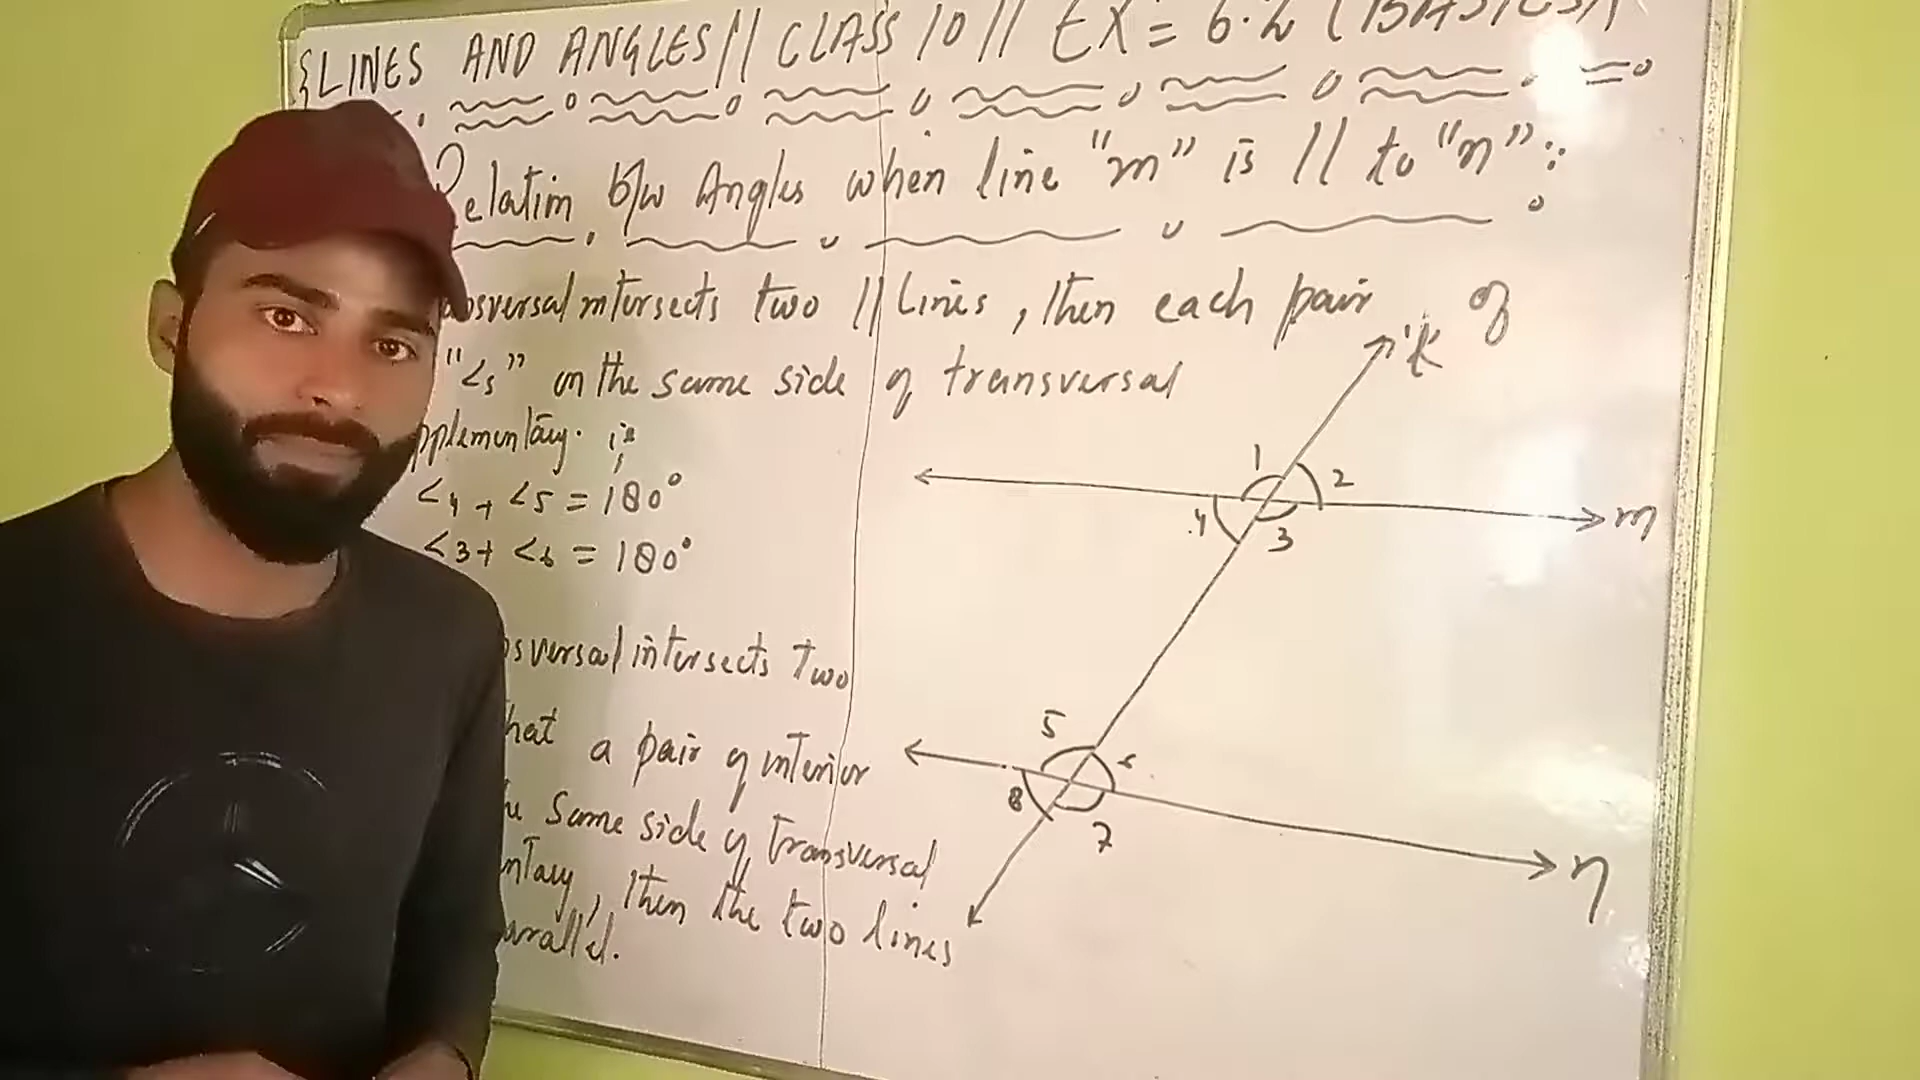 {LINES AND ANGLES // CLASS 10 // EX = 6.2 (BASICS)
Relation b/w Angles when line "m" is // to "n":
nsversal intersects two // Lines, then each pair of
"∠s" on the same side of transversal
pplementary. i;e
∠4 + ∠5 = 180°
∠3 + ∠6 = 180°
sversal intersects two
hat a pair of interior
same side of transversal
ntary, then the two lines
arallel.
k
1
2
m
4
3
5
6
8
7
n